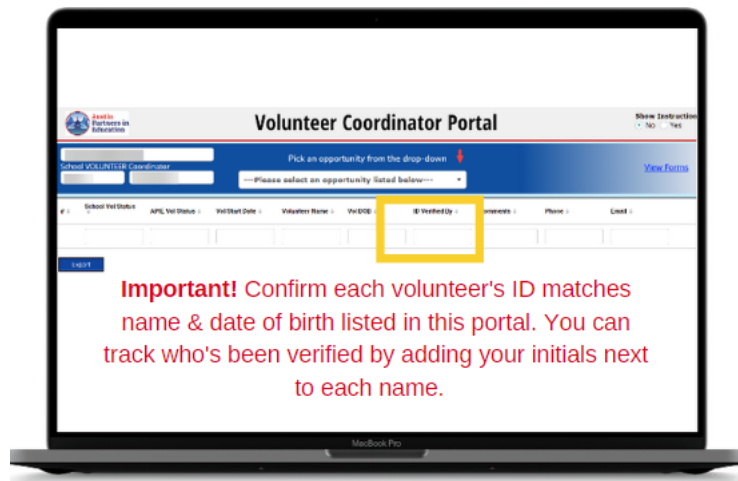 Austin
Partners in
Education
Volunteer Coordinator Portal
Show Instruction
No Yes
School VOLUNTEER Coordinator
Pick an opportunity from the drop-down
---Please select an opportunity listed below---
View Forms
School Vol Status
APIE Vol Status
Vol Start Date
Volunteer Name
Vol DOB
ID Verified By
Comments
Phone
Email
EXPORT
Important! Confirm each volunteer's ID matches
name & date of birth listed in this portal. You can
track who's been verified by adding your initials next
to each name.
MacBook Pro